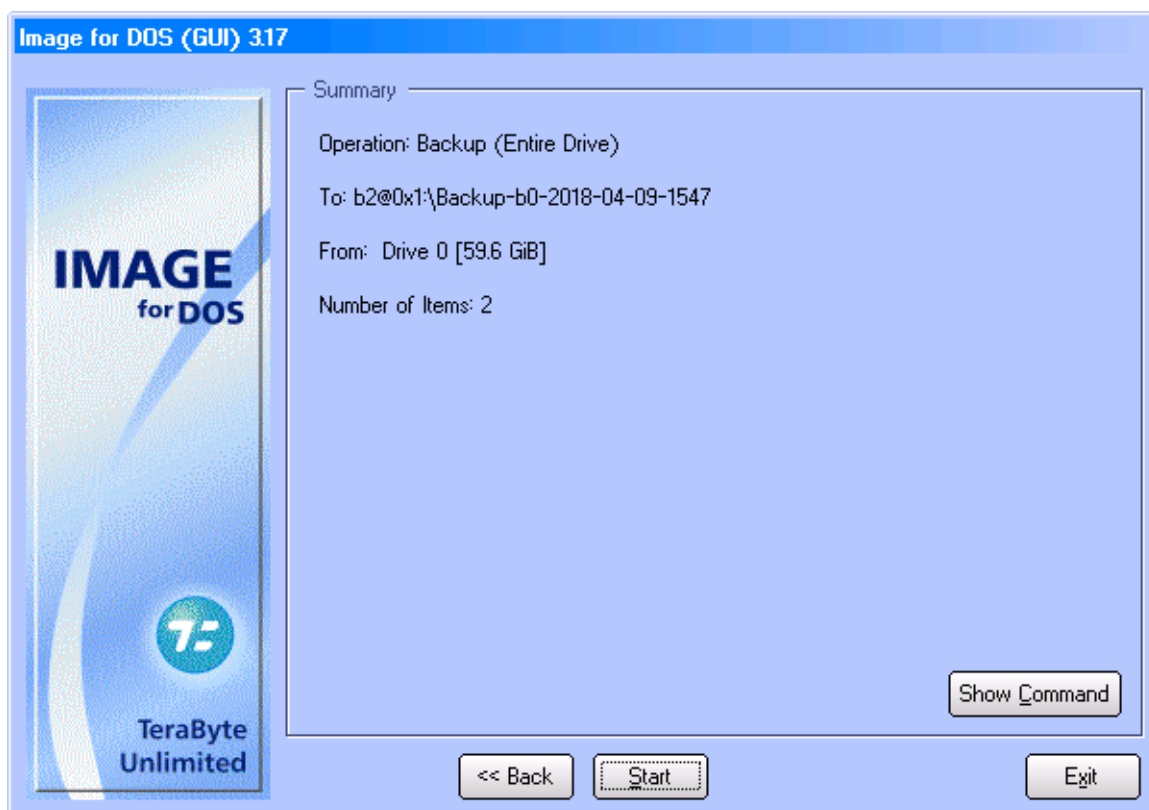 Image for DOS (GUI) 3.17
IMAGE
for DOS
TeraByte
Unlimited
Summary
Operation: Backup (Entire Drive)
To: b2@0x1:\Backup-b0-2018-04-09-1547
From:  Drive 0 [59.6 GiB]
Number of Items: 2
Show Command
<< Back
Start
Exit